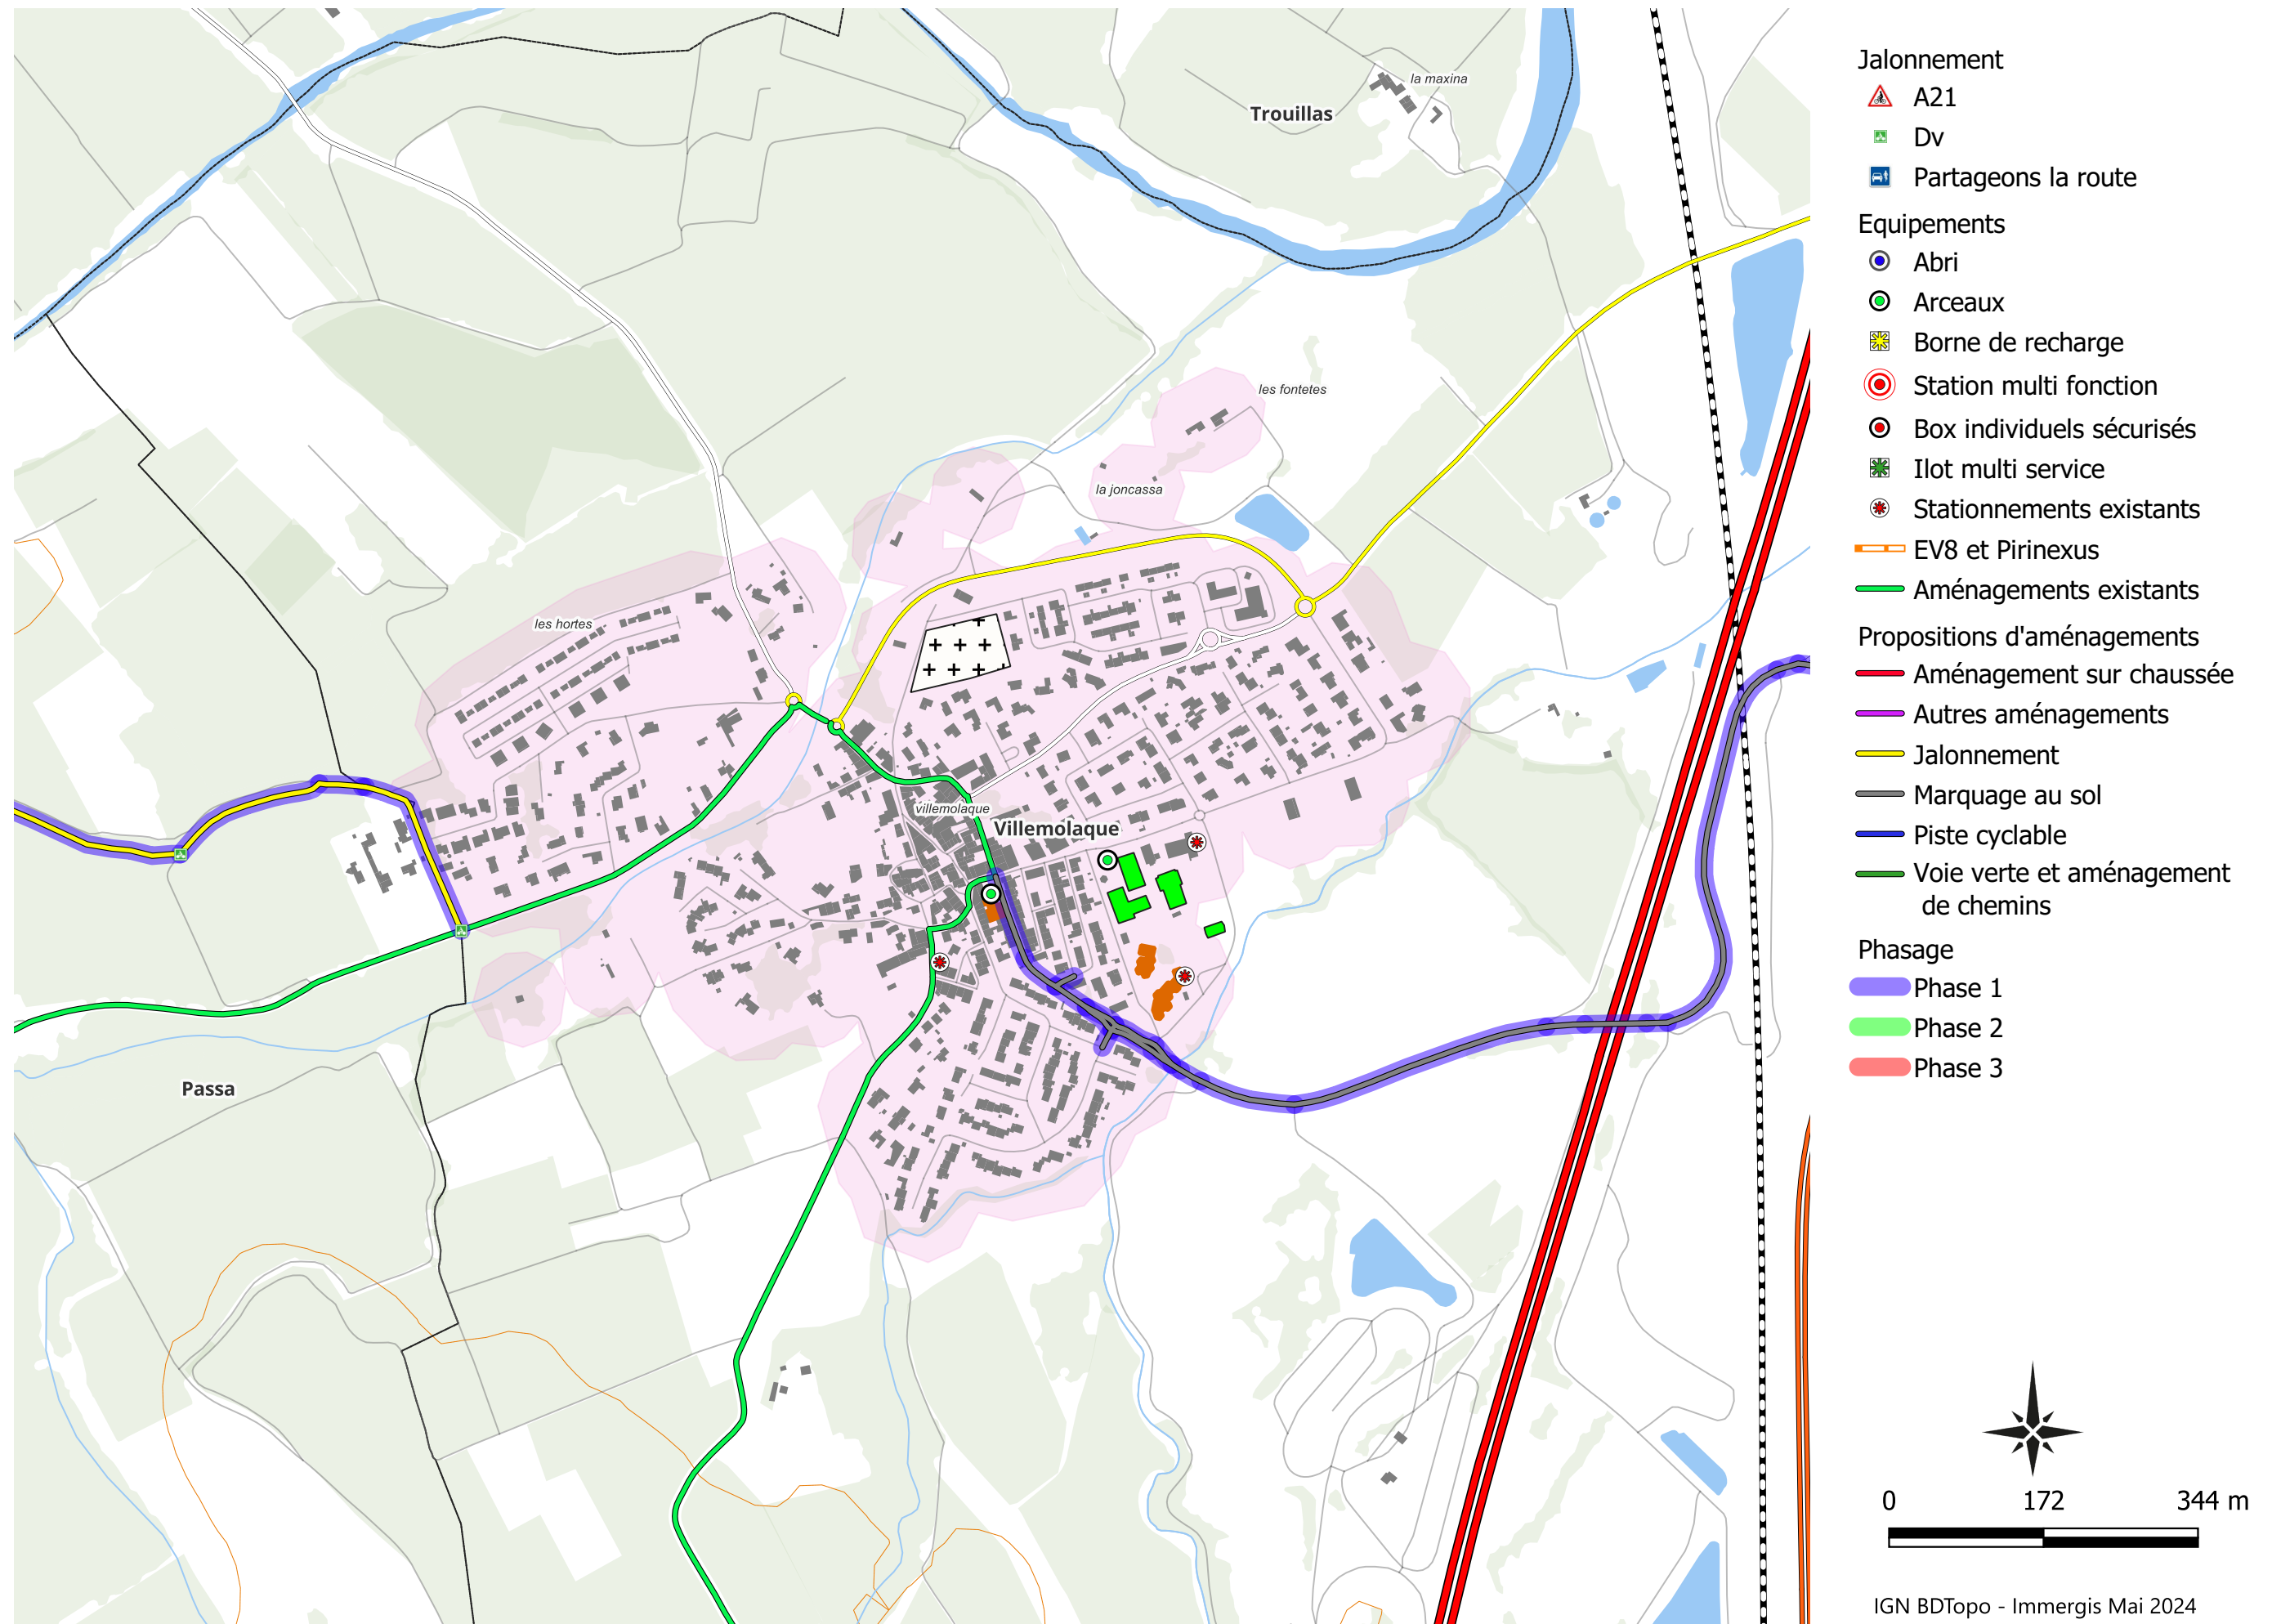 la maxina
Trouillas
les fontetes
la joncassa
les hortes
villemolaque
Villemolaque
Passa
Jalonnement
A21
Dv
Partageons la route
Equipements
Abri
Arceaux
Borne de recharge
Station multi fonction
Box individuels sécurisés
Ilot multi service
Stationnements existants
EV8 et Pirinexus
Aménagements existants
Propositions d'aménagements
Aménagement sur chaussée
Autres aménagements
Jalonnement
Marquage au sol
Piste cyclable
Voie verte et aménagement
de chemins
Phasage
Phase 1
Phase 2
Phase 3
0 172 344 m
IGN BDTopo - Immergis Mai 2024